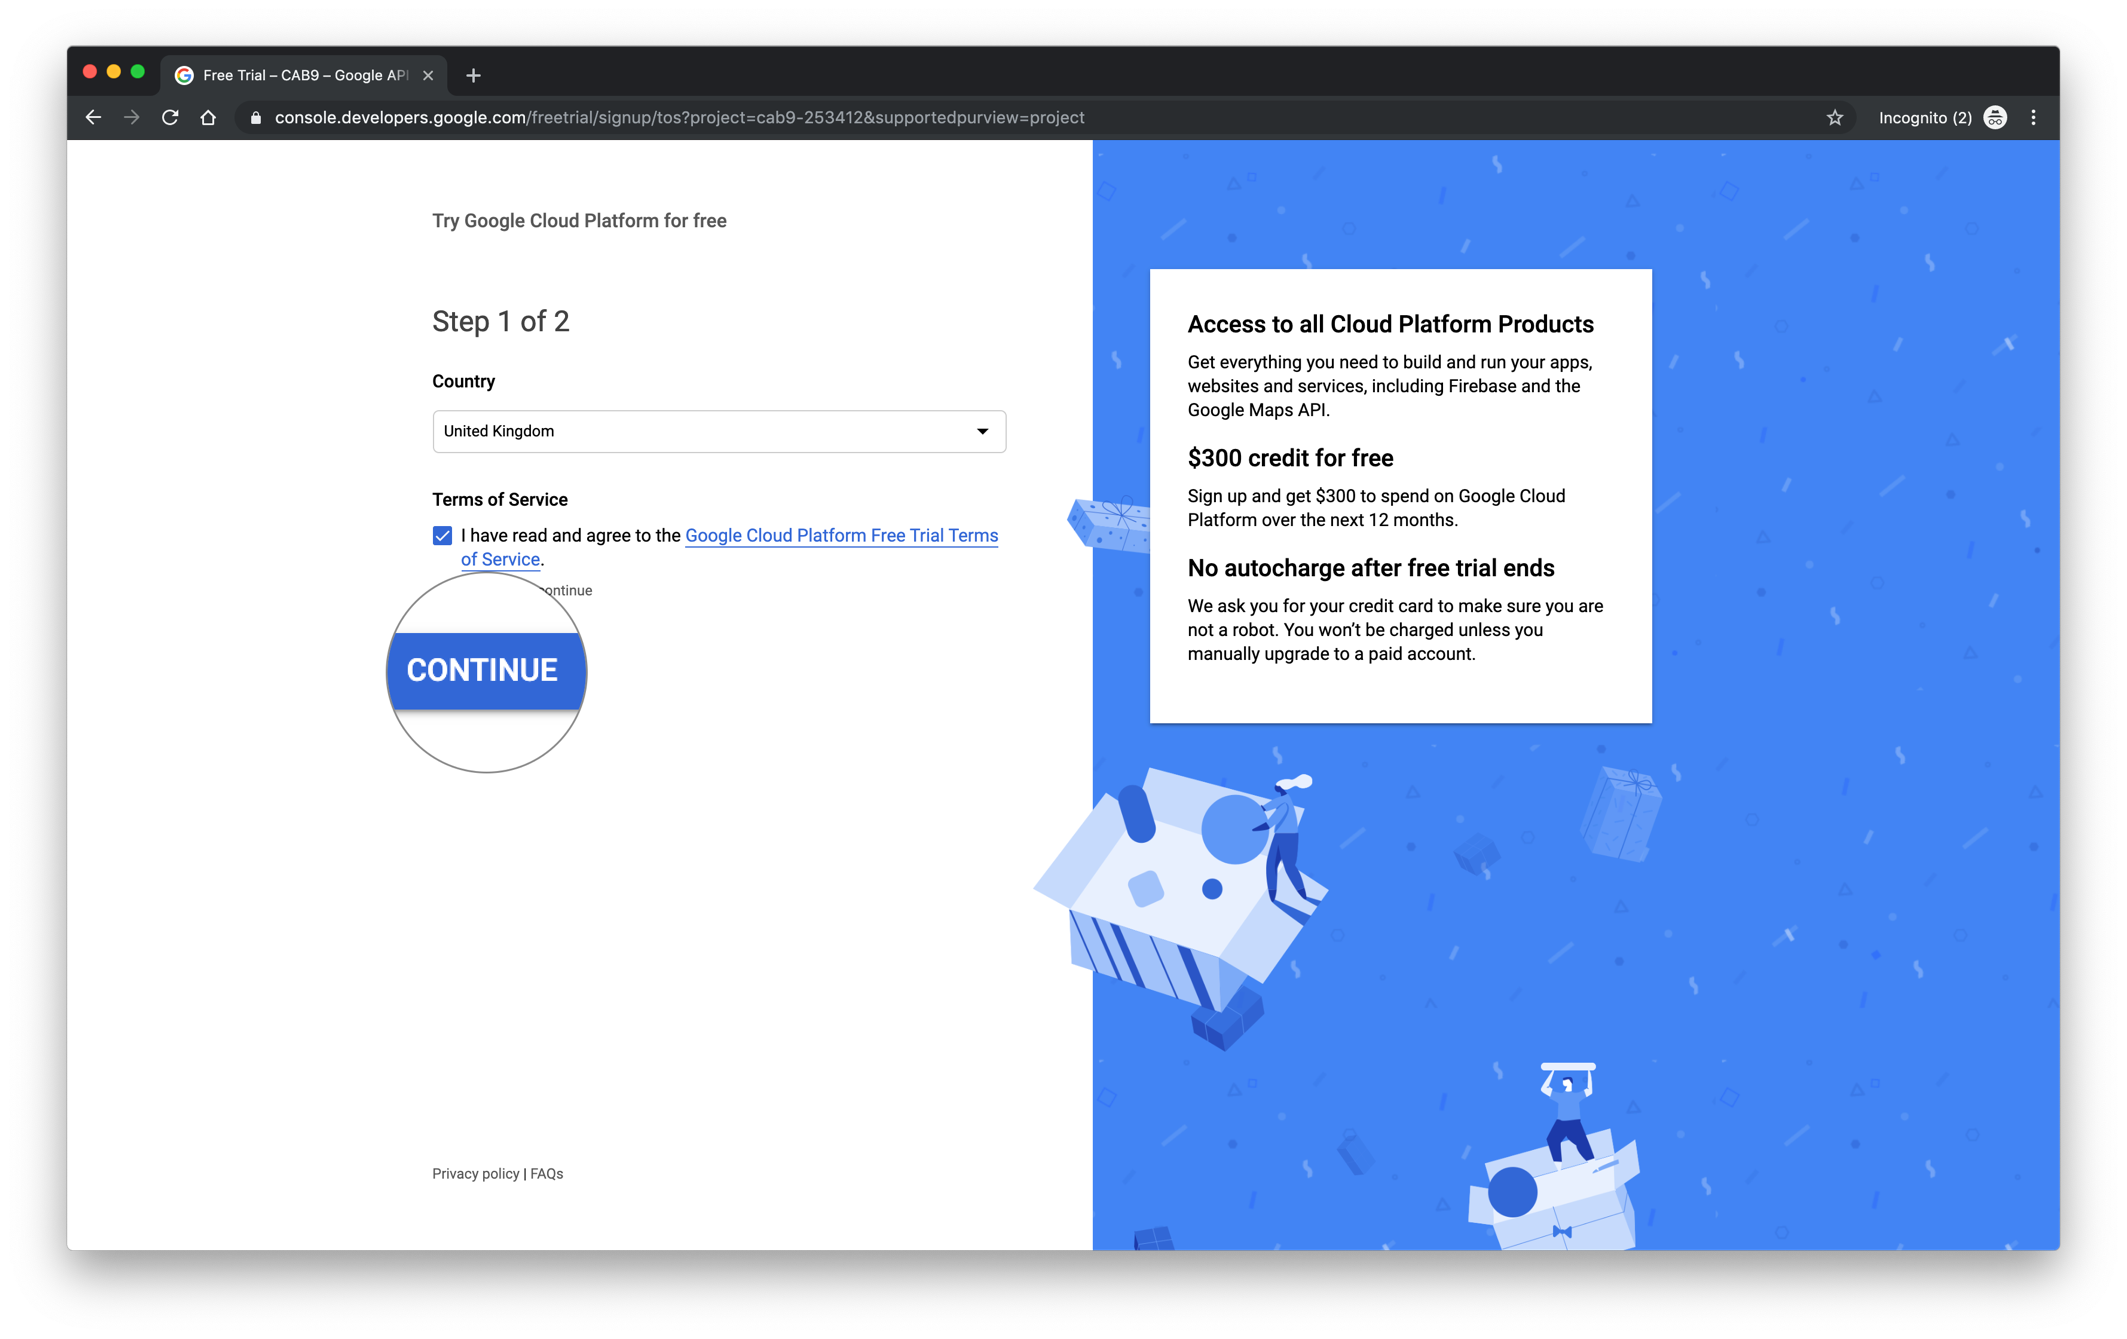 Free Trial – CAB9 – Google API
console.developers.google.com/freetrial/signup/tos?project=cab9-253412&supportedpurview=project
Incognito (2)
Try Google Cloud Platform for free
Step 1 of 2
Country
United Kingdom
Terms of Service
I have read and agree to the Google Cloud Platform Free Trial Terms
of Service.
continue
CONTINUE
Privacy policy | FAQs
Access to all Cloud Platform Products
Get everything you need to build and run your apps,
websites and services, including Firebase and the
Google Maps API.
$300 credit for free
Sign up and get $300 to spend on Google Cloud
Platform over the next 12 months.
No autocharge after free trial ends
We ask you for your credit card to make sure you are
not a robot. You won’t be charged unless you
manually upgrade to a paid account.